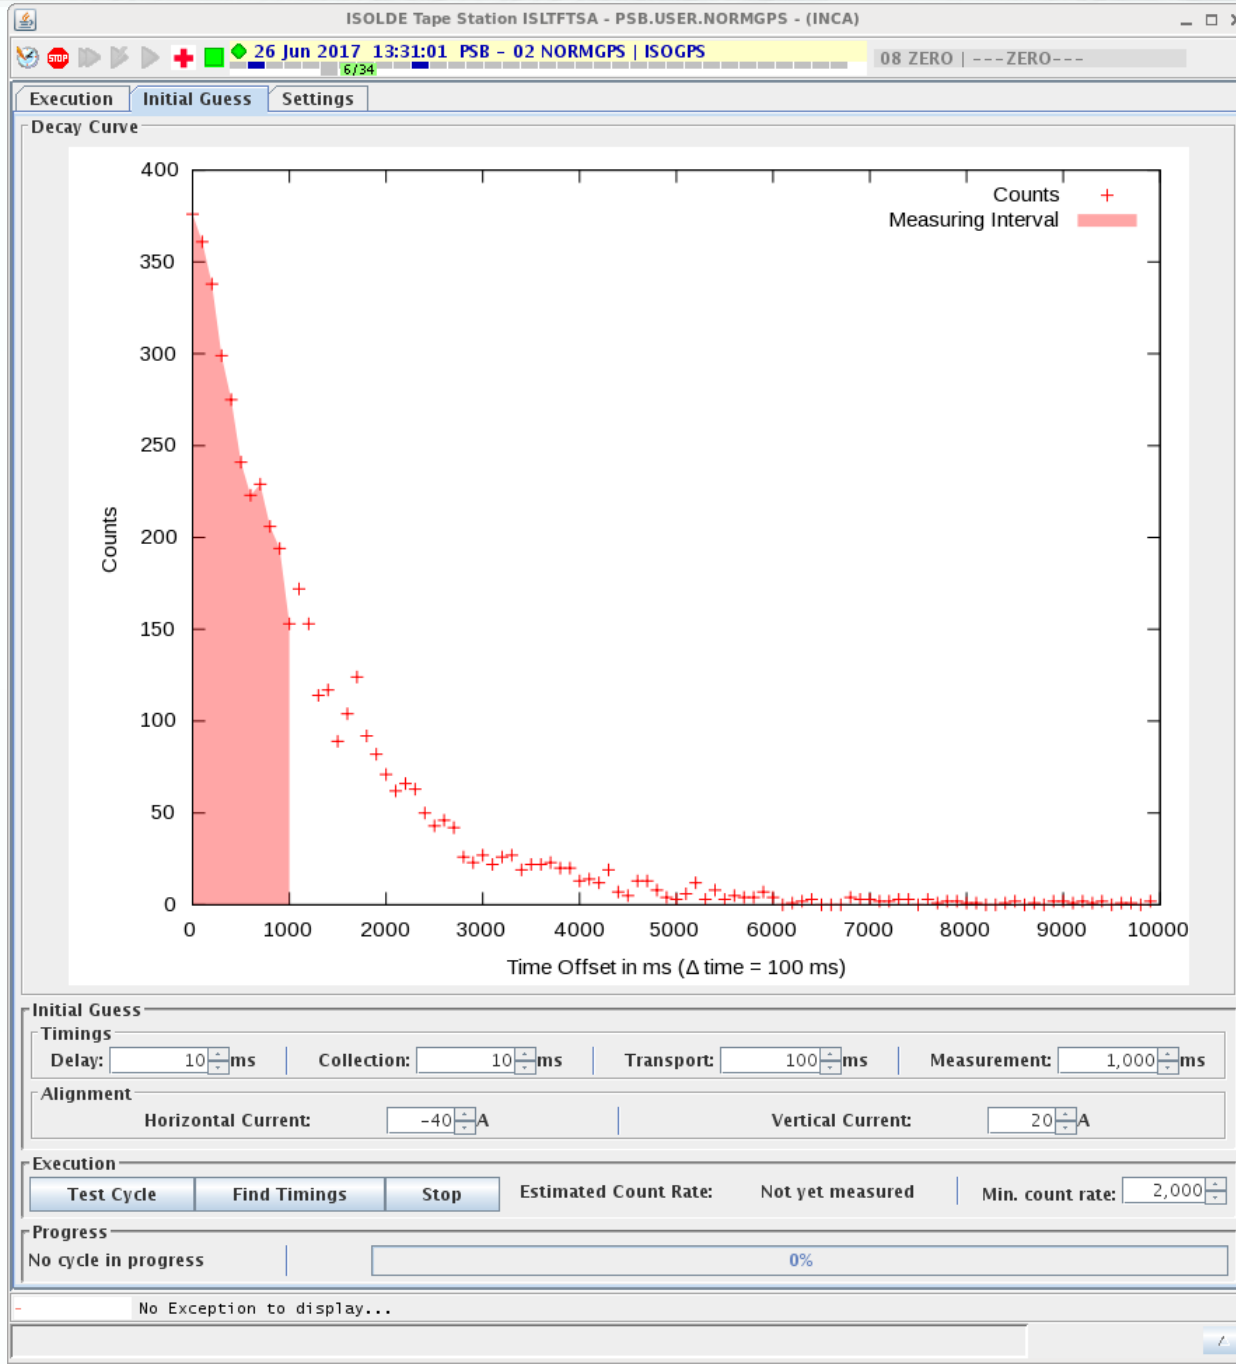 ISOLDE Tape Station ISLTFTSA - PSB.USER.NORMGPS - (INCA)
STOP
26 Jun 2017 13:31:01 PSB - 02 NORMGPS | ISOGPS
08 ZERO | ---ZERO---
6/34
Execution Initial Guess Settings
Decay Curve
400
Counts
Measuring Interval
350
300
250
200
150
100
50
0
Counts
0 1000 2000 3000 4000 5000 6000 7000 8000 9000 10000
Time Offset in ms (Δ time = 100 ms)
Initial Guess
Timings
Delay: 10 ms Collection: 10 ms Transport: 100 ms Measurement: 1,000 ms
Alignment
Horizontal Current: -40 A Vertical Current: 20 A
Execution
Test Cycle Find Timings Stop Estimated Count Rate: Not yet measured Min. count rate: 2,000
Progress
No cycle in progress 0%
- No Exception to display...